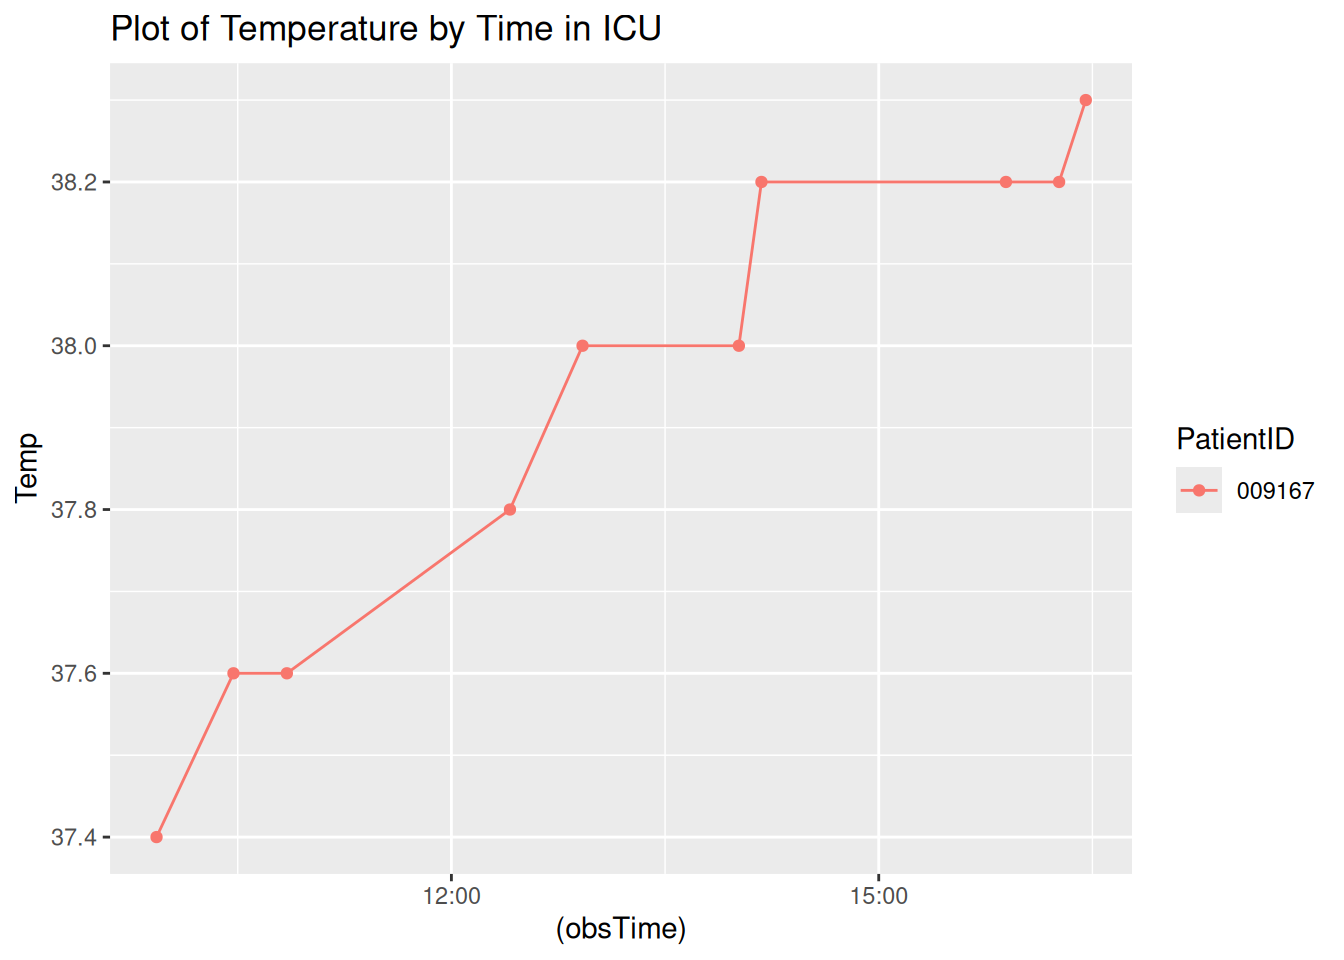 Plot of Temperature by Time in ICU
38.2
38.0
37.8
37.6
37.4
Temp
12:00 15:00
(obsTime)
PatientID
009167